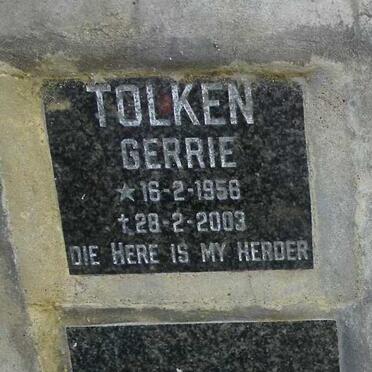 TOLKEN
GERRIE
★16-2-1956
†28-2-2003
DIE HERE IS MY HERDER